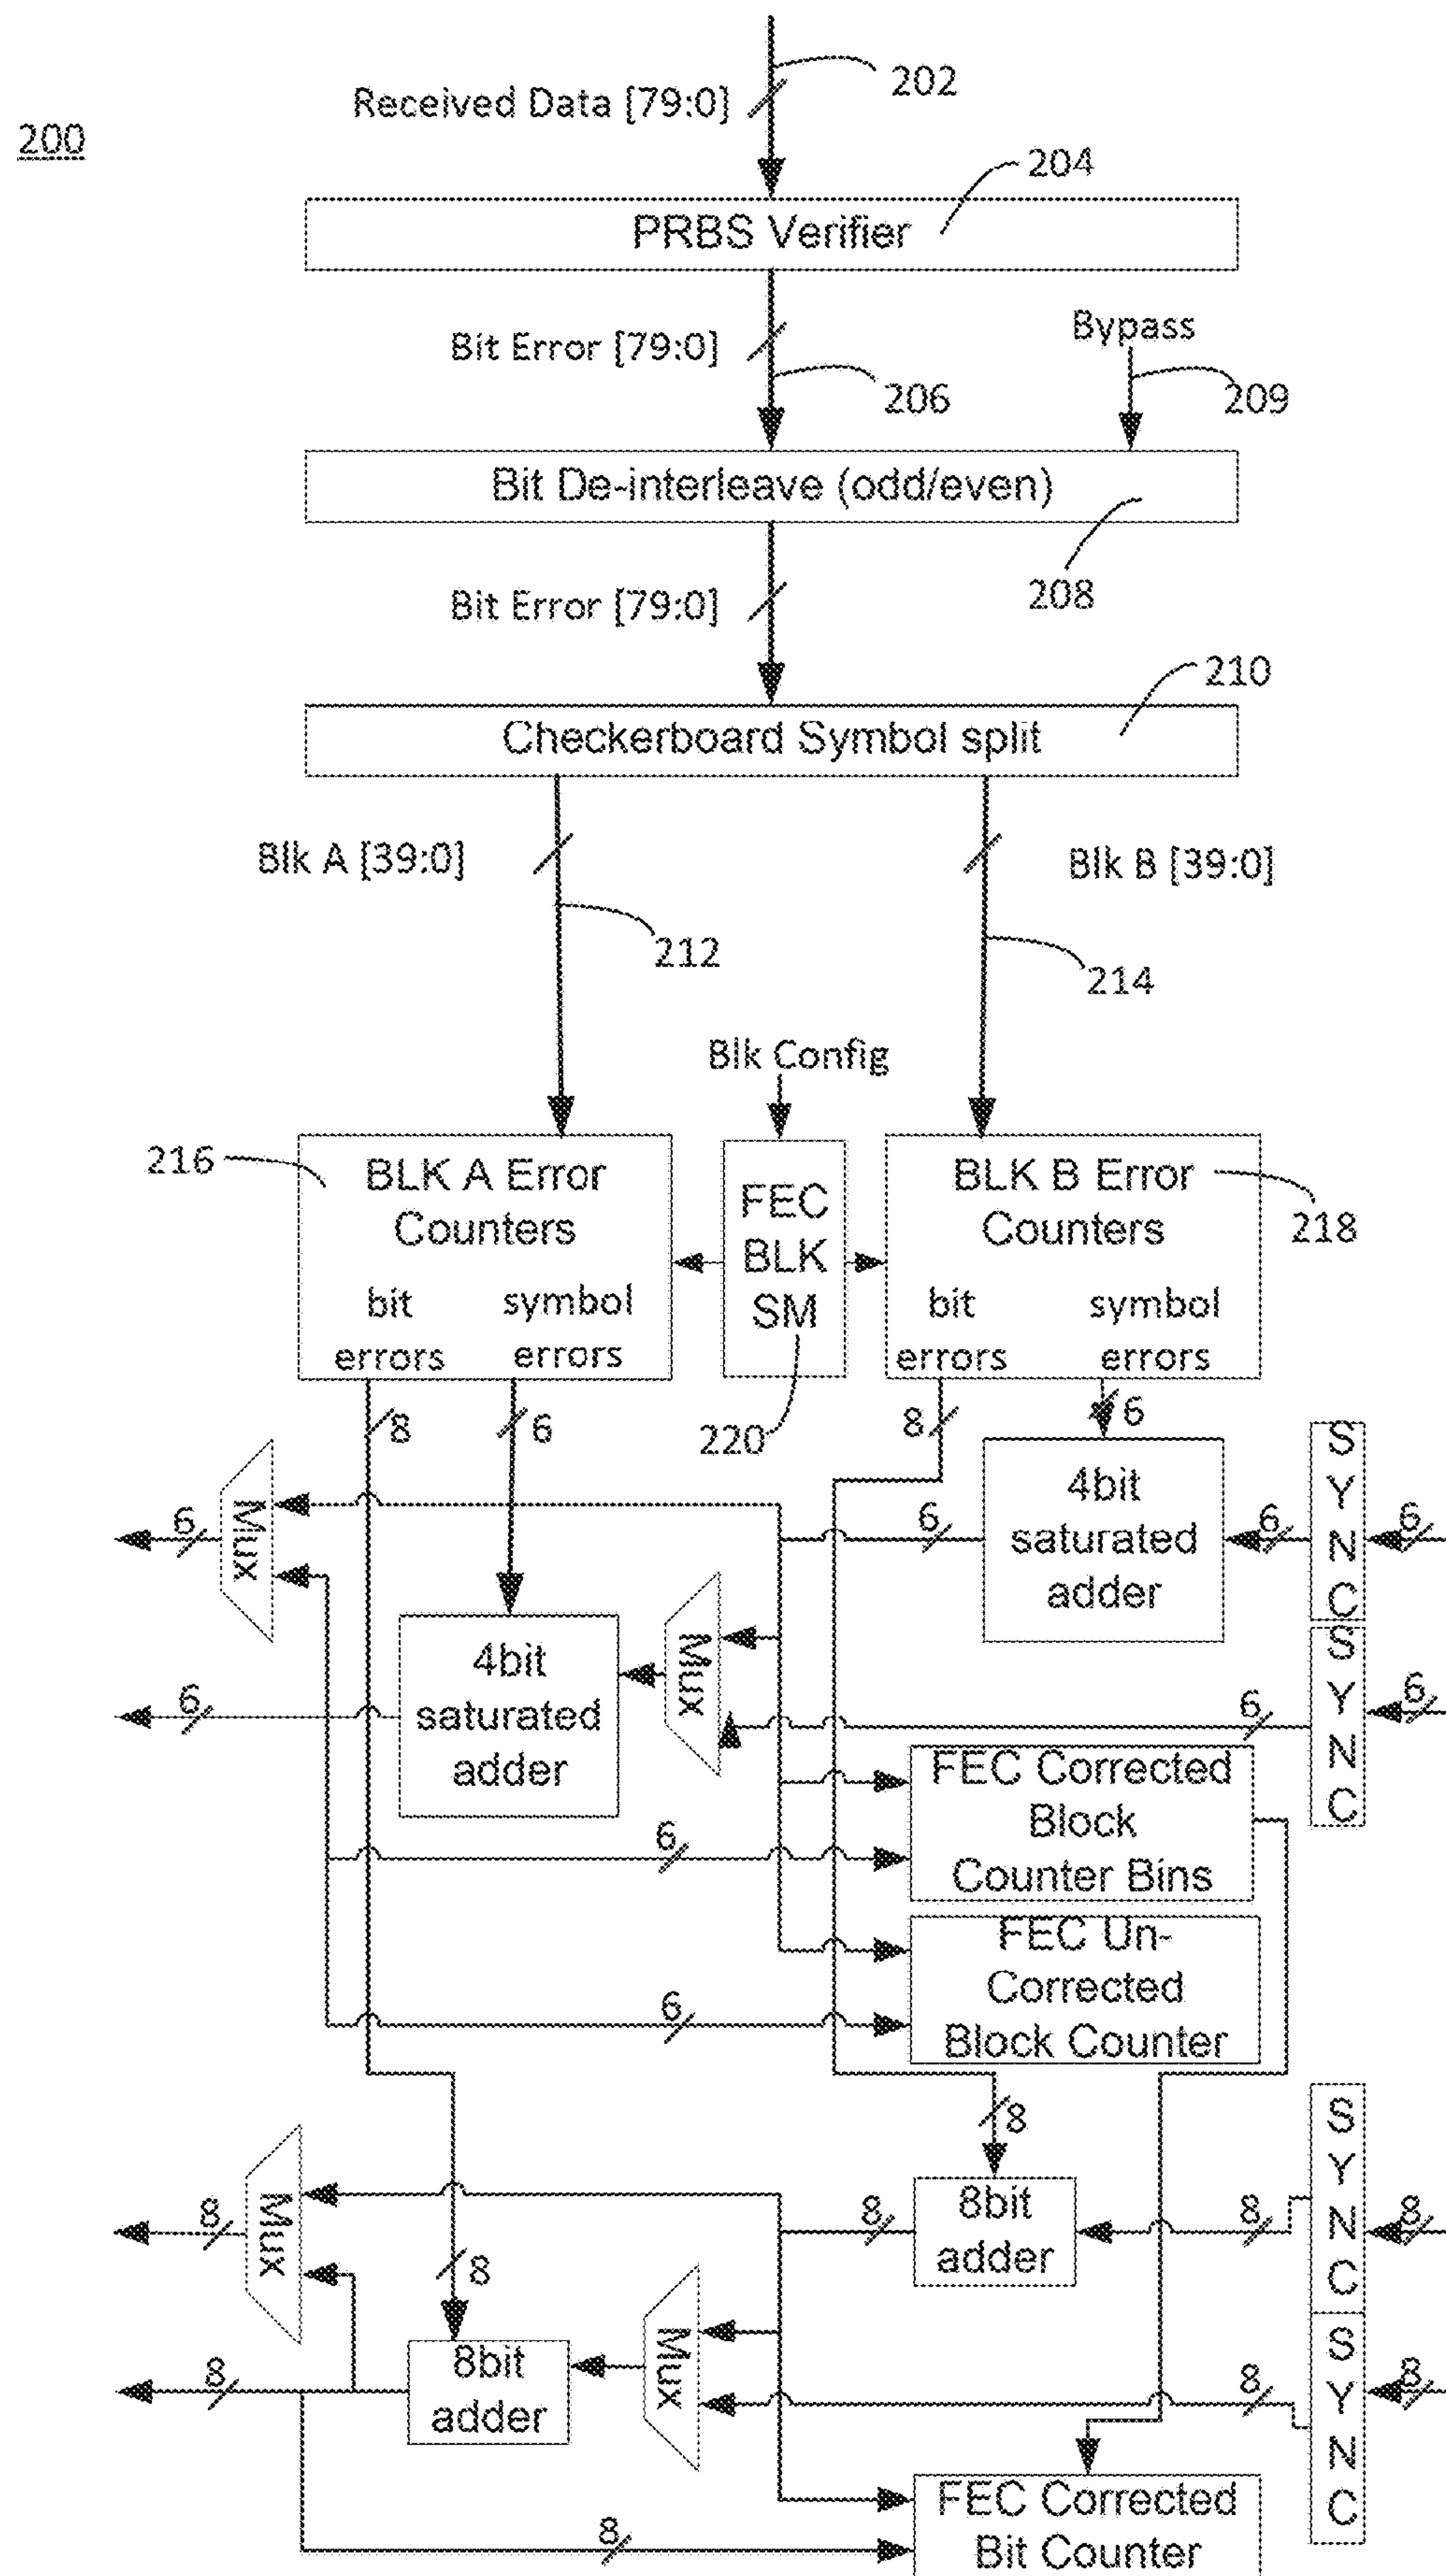 200
Received Data [79:0]
202
204
PRBS Verifier
Bit Error [79:0]
206
Bypass
209
Bit De-interleave (odd/even)
208
Bit Error [79:0]
210
Checkerboard Symbol split
Blk A [39:0]
Blk B [39:0]
212
214
Blk Config
216
BLK A Error
Counters
bit
errors
symbol
errors
FEC
BLK
SM
220
BLK B Error
Counters
bit
errors
symbol
errors
218
8
6
8
6
Mux
6
4bit
saturated
adder
6
6
SYNC
6
4bit
saturated
adder
6
Mux
6
SYNC
6
FEC Corrected
Block
Counter Bins
6
FEC Un-
Corrected
Block Counter
6
8
Mux
8
8
8bit
adder
8
8
SYNC
8
8
8bit
adder
Mux
8
SYNC
8
FEC Corrected
Bit Counter
8